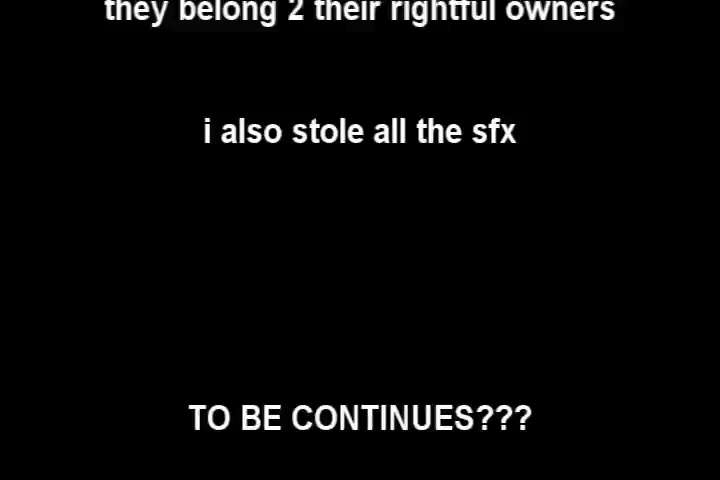 they belong 2 their rightful owners
i also stole all the sfx
TO BE CONTINUES???